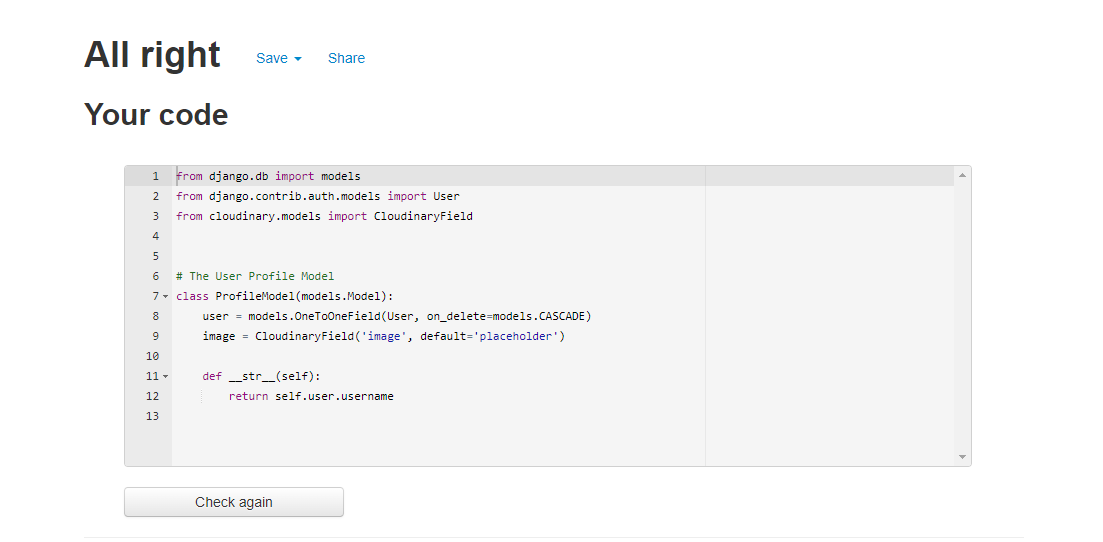 All right Save Share
Your code
1 from django.db import models
2 from django.contrib.auth.models import User
3 from cloudinary.models import CloudinaryField
4
5
6 # The User Profile Model
7 class ProfileModel(models.Model):
8     user = models.OneToOneField(User, on_delete=models.CASCADE)
9     image = CloudinaryField('image', default='placeholder')
10
11     def __str__(self):
12         return self.user.username
13
Check again